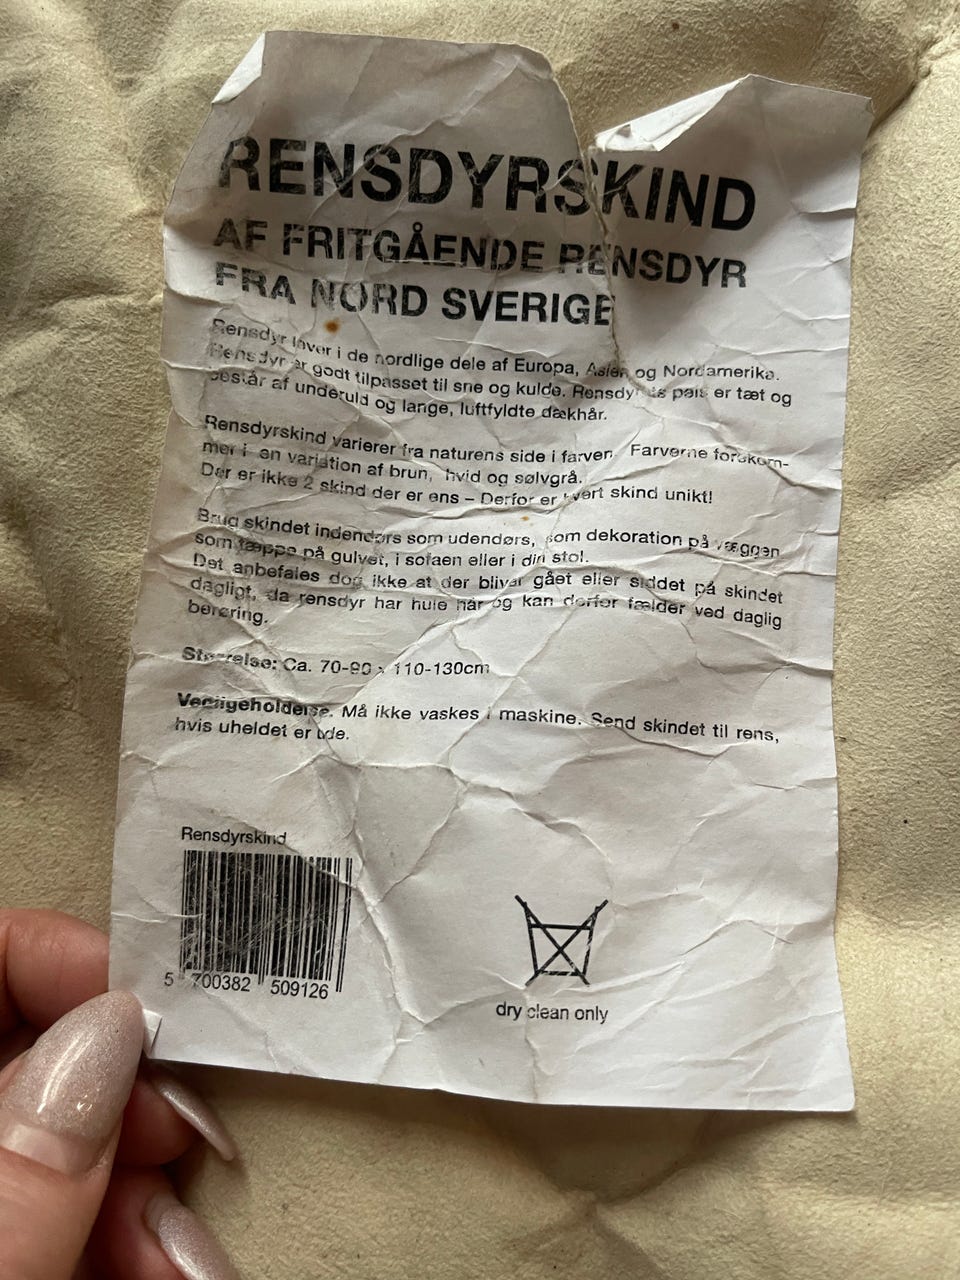 RENSDYRSKIND
AF FRITGÅENDE RENSDYR
FRA NORD SVERIGE
Rensdyr lever i de nordlige dele af Europa, Asien og Nordamerika.
Rensdyr er godt tilpasset til sne og kulde. Rensdyrets pels er tæt og
består af underuld og lange, luftfyldte dækhår.
Rensdyrskind varierer fra naturens side i farven. Farverne forekom-
mer i en variation af brun, hvid og sølvgrå.
Der er ikke 2 skind der er ens – Derfor er hvert skind unikt!
Brug skindet indendørs som udendørs, som dekoration på væggen
som tæppe på gulvet, i sofaen eller i din stol.
Det anbefales dog ikke at der bliver gået eller siddet på skindet
dagligt, da rensdyr har hule hår og kan derfor fælder ved daglig
berøring.
Størrelse: Ca. 70-90 x 110-130cm
Vedligeholdelse. Må ikke vaskes i maskine. Send skindet til rens,
hvis uheldet er ude.
Rensdyrskind
5 700382 509126
dry clean only